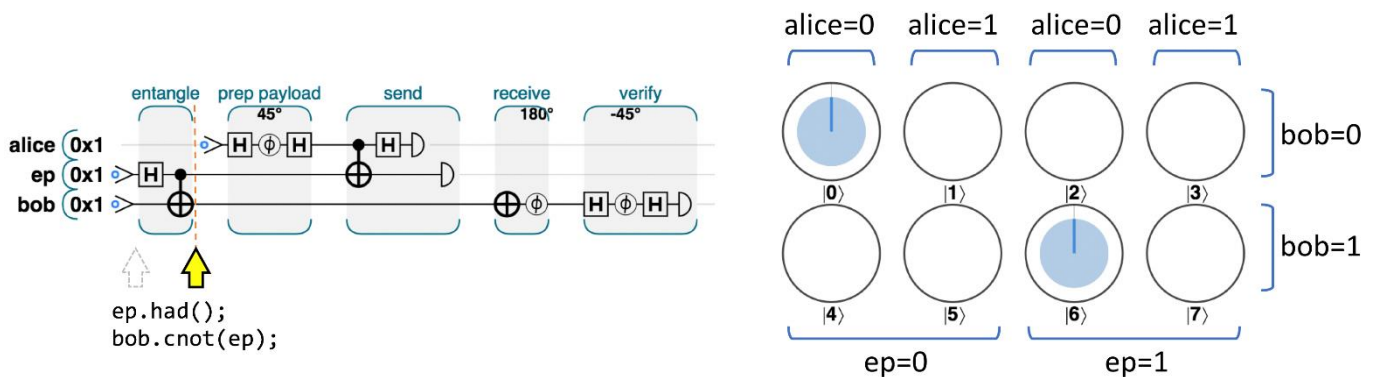 entangle prep payload send receive verify
45° 180° -45°
alice 0x1 H ϕ H H
ep 0x1 H
bob 0x1 ϕ H ϕ H
ep.had();
bob.cnot(ep);
alice=0 alice=1 alice=0 alice=1
bob=0
|0⟩ |1⟩ |2⟩ |3⟩
bob=1
|4⟩ |5⟩ |6⟩ |7⟩
ep=0 ep=1